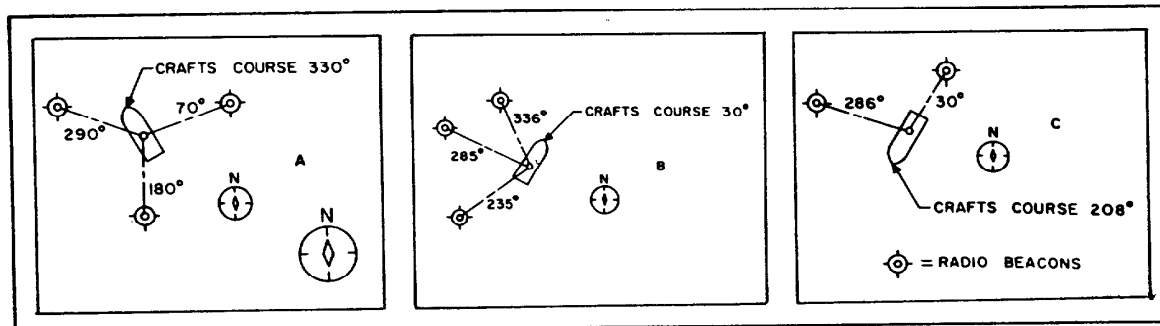 CRAFTS COURSE 330°
70°
290°
180°
A
N
N
CRAFTS COURSE 30°
336°
285°
235°
B
N
286°
30°
C
N
CRAFTS COURSE 208°
= RADIO BEACONS